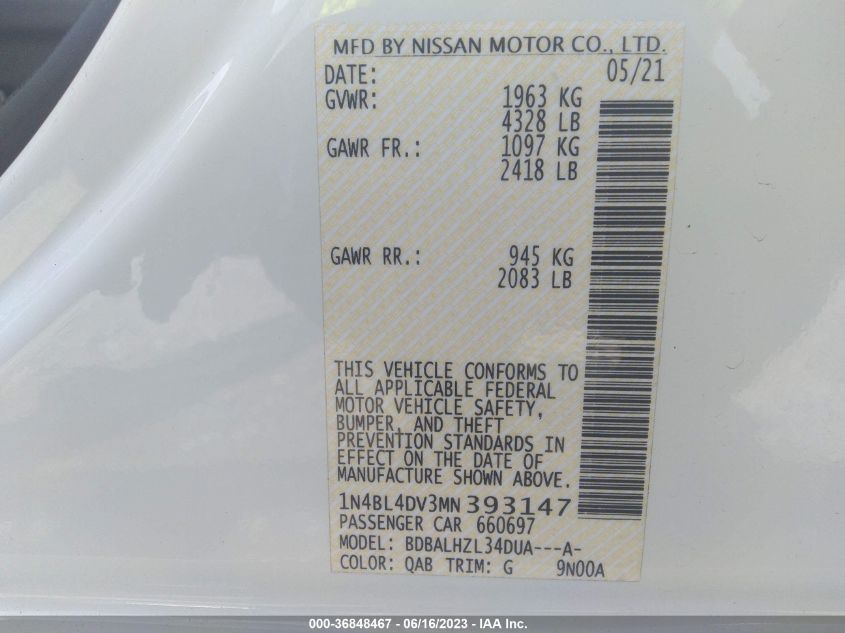 MFD BY NISSAN MOTOR CO., LTD.
DATE: 05/21
GVWR: 1963 KG
4328 LB
GAWR FR.: 1097 KG
2418 LB
GAWR RR.: 945 KG
2083 LB
THIS VEHICLE CONFORMS TO
ALL APPLICABLE FEDERAL
MOTOR VEHICLE SAFETY,
BUMPER, AND THEFT
PREVENTION STANDARDS IN
EFFECT ON THE DATE OF
MANUFACTURE SHOWN ABOVE.
1N4BL4DV3MN393147
PASSENGER CAR 660697
MODEL: BDBALHZL34DUA---A-
COLOR: QAB TRIM: G 9N00A
000-36848467 - 06/16/2023 - IAA Inc.